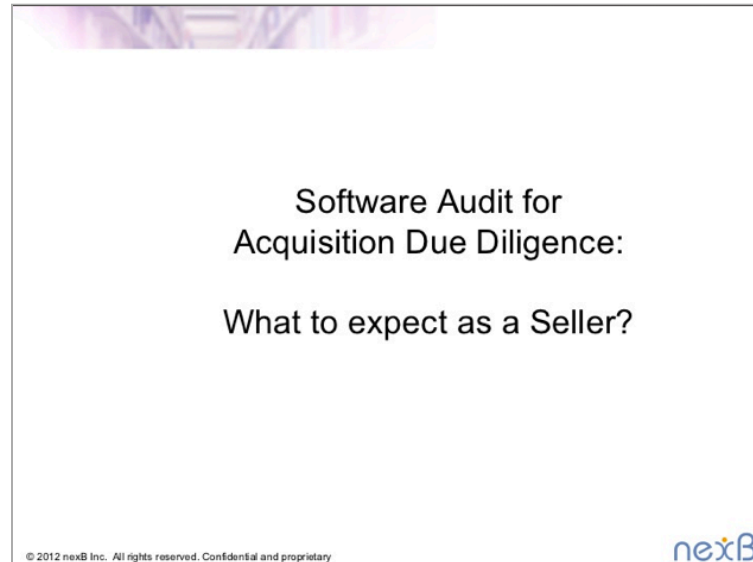 Software Audit for
Acquisition Due Diligence:
What to expect as a Seller?
© 2012 nexB Inc. All rights reserved. Confidential and proprietary
nexB